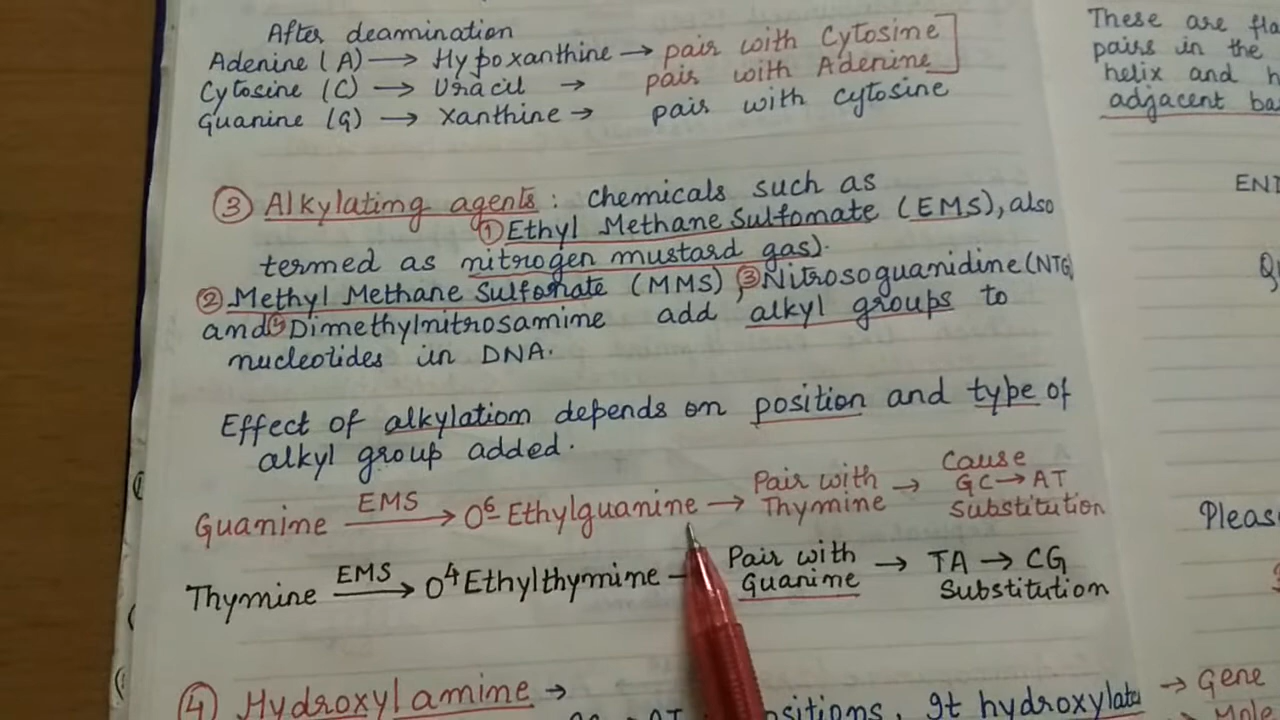 After deamination
Adenine (A) → Hypoxanthine → pair with Cytosine
Cytosine (C) → Uracil → pair with Adenine
Guanine (G) → Xanthine → pair with cytosine
③ Alkylating agents : chemicals such as
① Ethyl Methane Sulfonate (EMS), also
termed as nitrogen mustard gas).
② Methyl Methane Sulfonate (MMS), ③ Nitrosoguanidine (NTG)
and ④ Dimethylnitrosamine add alkyl groups to
nucleotides in DNA.
Effect of alkylation depends on position and type of
alkyl group added.
Guanine EMS → O6-Ethylguanine → Pair with Thymine → Cause GC → AT Substitution
Thymine EMS → O4 Ethylthymine – Pair with Guanine → TA → CG Substitution
④ Hydroxylamine →
It hydroxylate
→ Gene
These are
pairs in the
helix and
adjacent
Pleas